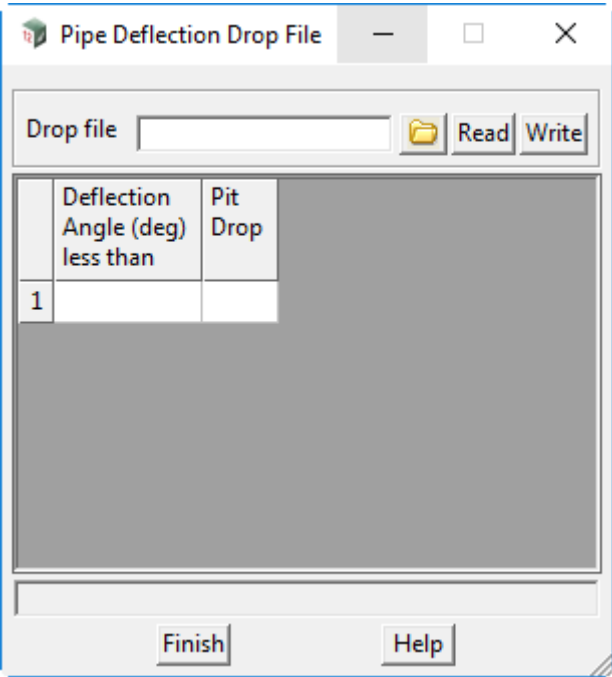 Pipe Deflection Drop File
Drop file
Read
Write
Deflection
Angle (deg)
less than
Pit
Drop
1
Finish
Help